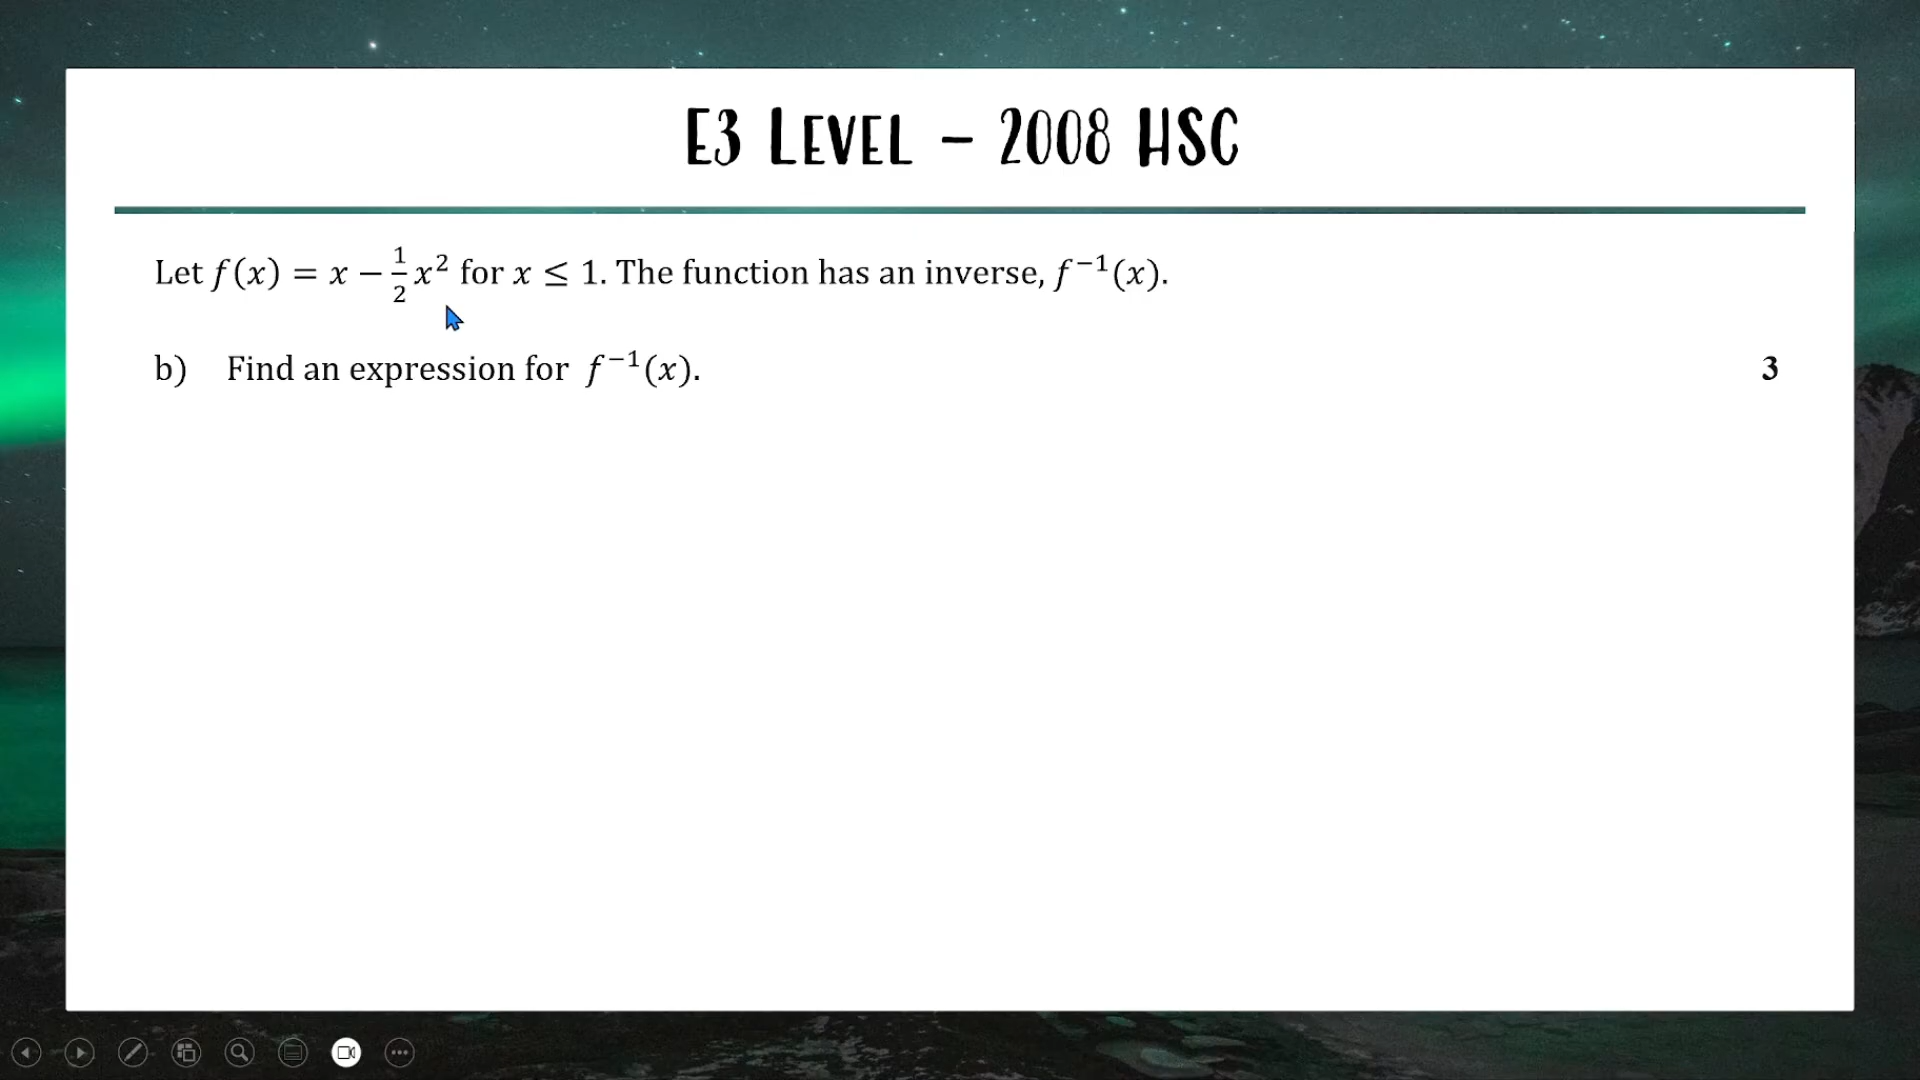 E3 LEVEL – 2008 HSC
Let f(x) = x − ½x² for x ≤ 1. The function has an inverse, f⁻¹(x).
b) Find an expression for f⁻¹(x). 3